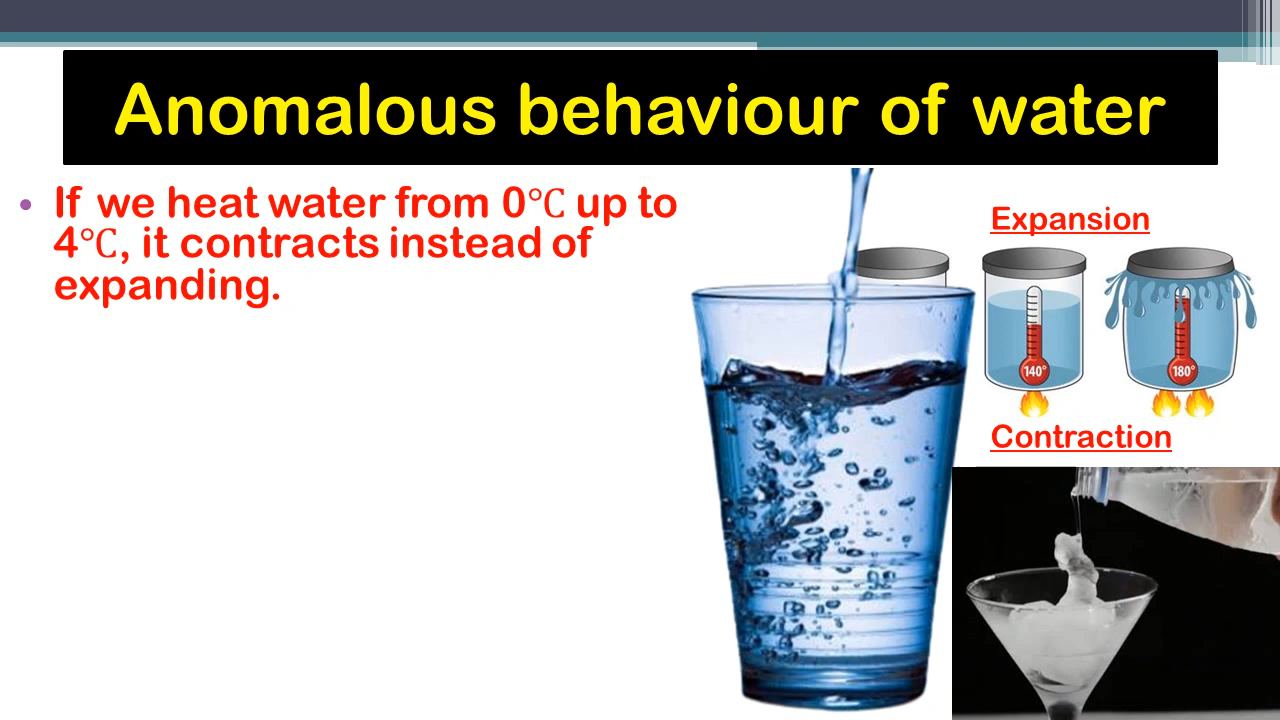 Anomalous behaviour of water
• If we heat water from 0℃ up to
4℃, it contracts instead of
expanding.
Expansion
140°
180°
Contraction